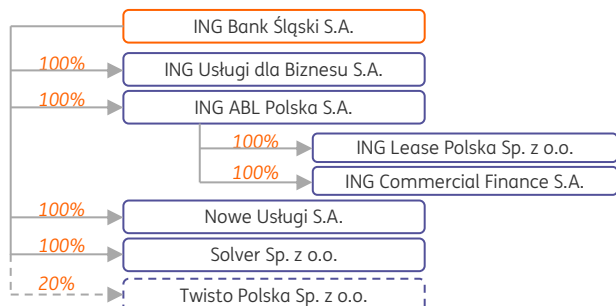 ING Bank Śląski S.A.
100% ING Usługi dla Biznesu S.A.
100% ING ABL Polska S.A.
100% ING Lease Polska Sp. z o.o.
100% ING Commercial Finance S.A.
100% Nowe Usługi S.A.
100% Solver Sp. z o.o.
20% Twisto Polska Sp. z o.o.